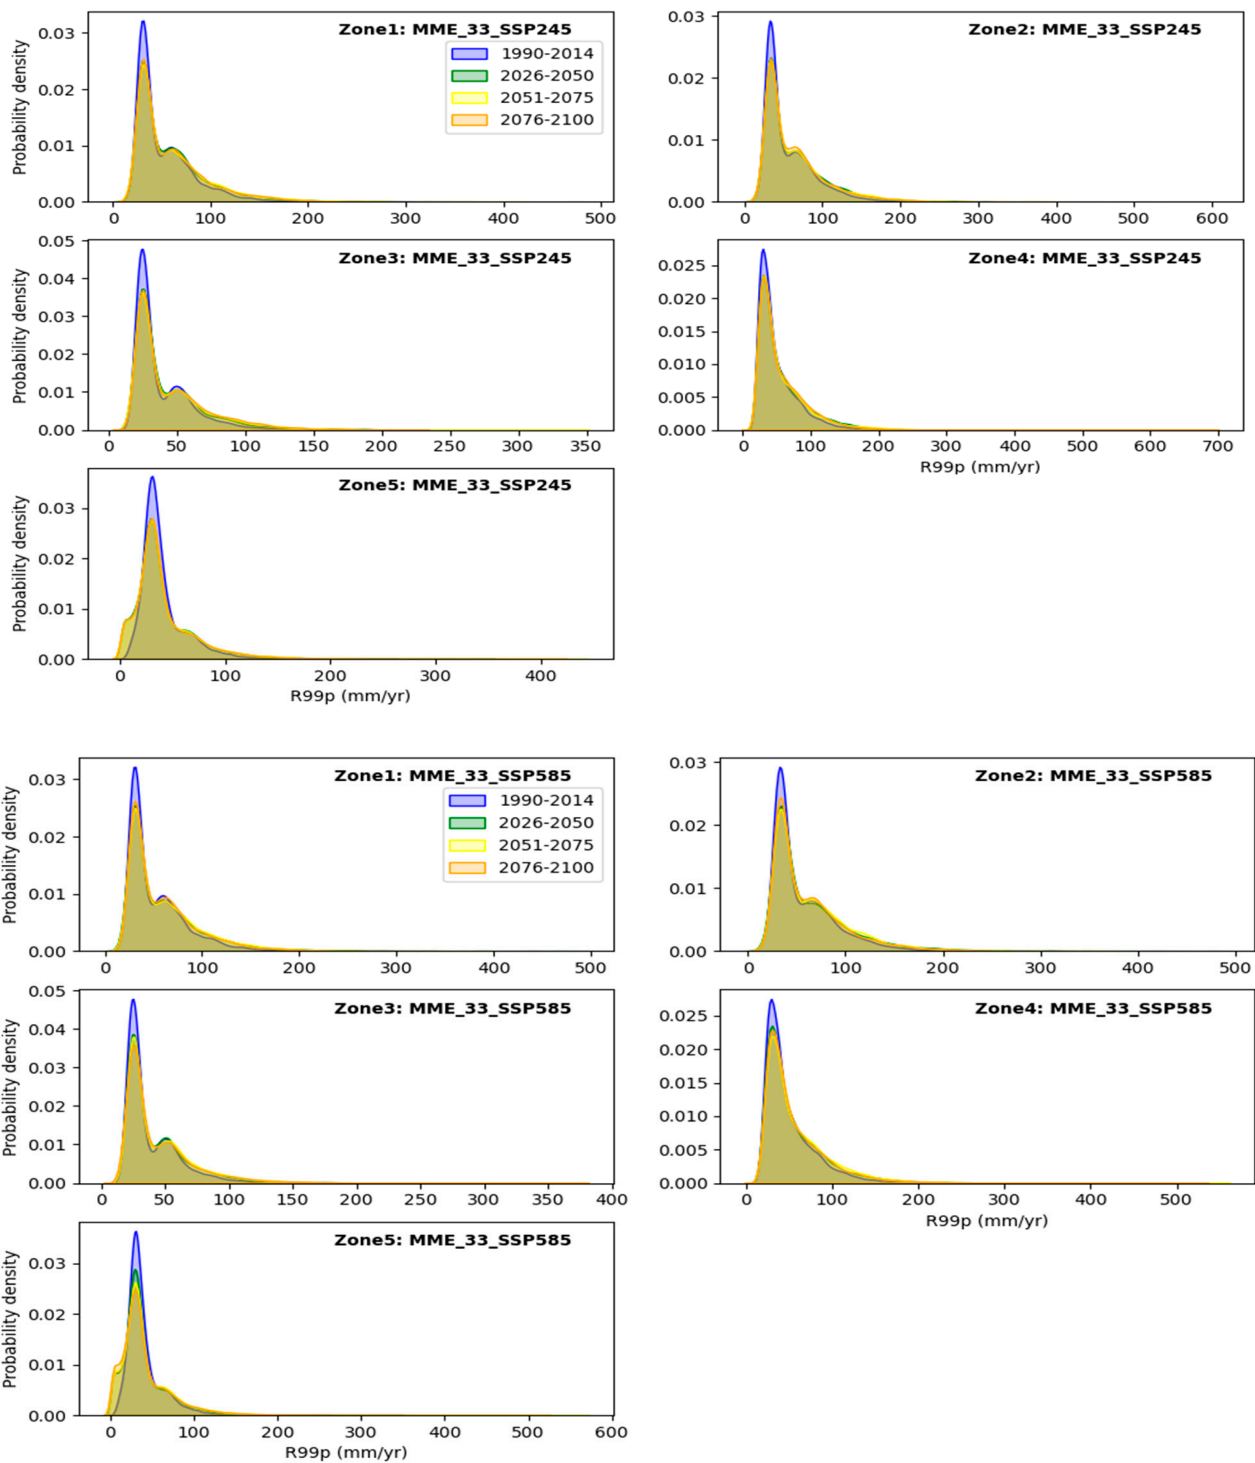 Zone1: MME_33_SSP245
1990-2014
2026-2050
2051-2075
2076-2100
Probability density
0.03
0.02
0.01
0.00
0 100 200 300 400 500
Zone2: MME_33_SSP245
0.03
0.02
0.01
0.00
0 100 200 300 400 500 600
Zone3: MME_33_SSP245
Probability density
0.05
0.04
0.03
0.02
0.01
0.00
0 50 100 150 200 250 300 350
Zone4: MME_33_SSP245
0.025
0.020
0.015
0.010
0.005
0.000
0 100 200 300 400 500 600 700
R99p (mm/yr)
Zone5: MME_33_SSP245
Probability density
0.03
0.02
0.01
0.00
0 100 200 300 400
R99p (mm/yr)
Zone1: MME_33_SSP585
1990-2014
2026-2050
2051-2075
2076-2100
Probability density
0.03
0.02
0.01
0.00
0 100 200 300 400 500
Zone2: MME_33_SSP585
0.03
0.02
0.01
0.00
0 100 200 300 400 500
Zone3: MME_33_SSP585
Probability density
0.05
0.04
0.03
0.02
0.01
0.00
0 50 100 150 200 250 300 350 400
Zone4: MME_33_SSP585
0.025
0.020
0.015
0.010
0.005
0.000
0 100 200 300 400 500
R99p (mm/yr)
Zone5: MME_33_SSP585
Probability density
0.03
0.02
0.01
0.00
0 100 200 300 400 500 600
R99p (mm/yr)